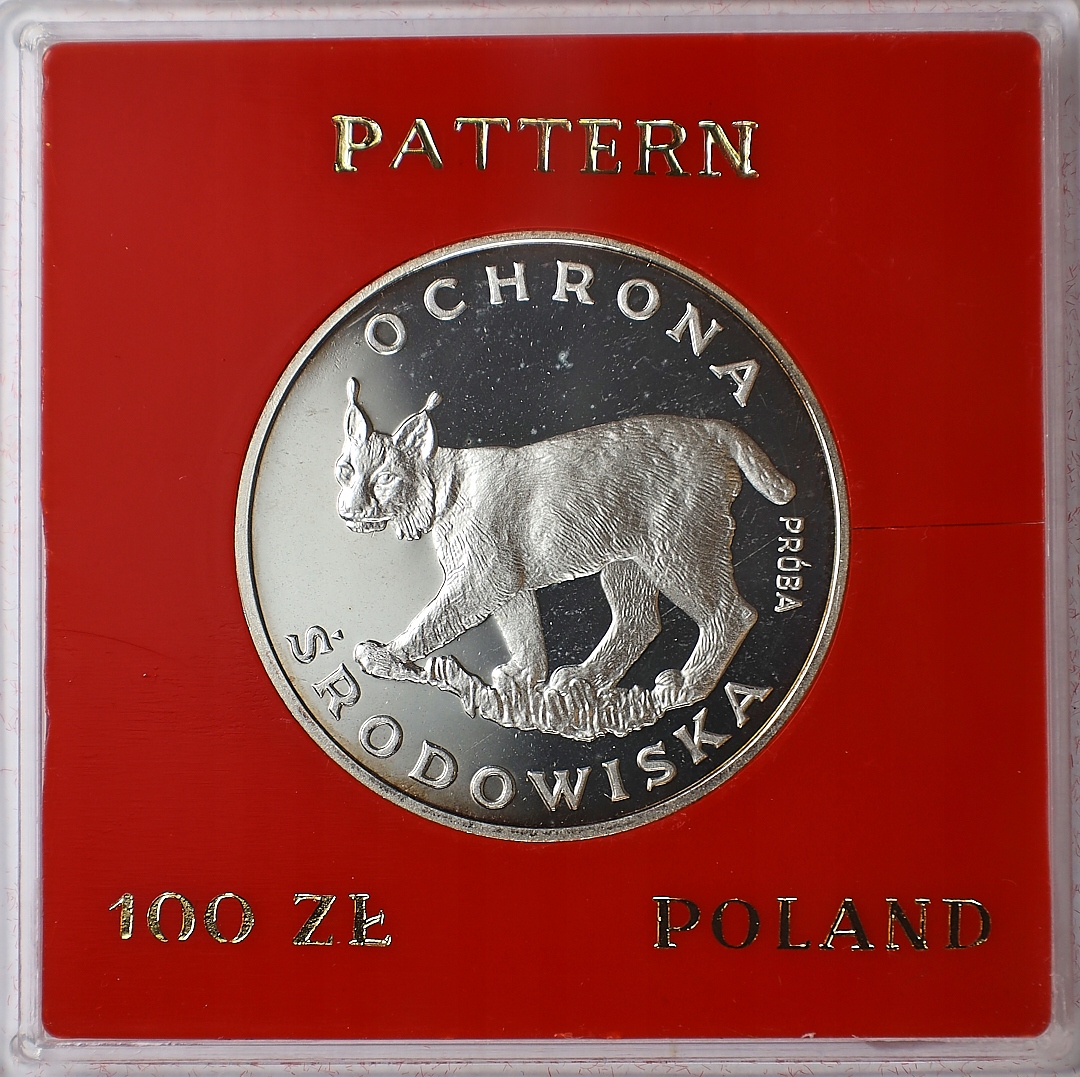 PATTERN
OCHRONA
PRÓBA
ŚRODOWISKA
100 ZŁ
POLAND